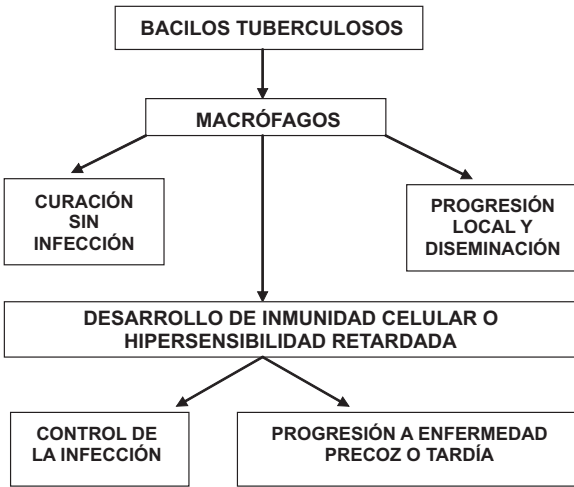 BACILOS TUBERCULOSOS
MACRÓFAGOS
CURACIÓN
SIN
INFECCIÓN
PROGRESIÓN
LOCAL Y
DISEMINACIÓN
DESARROLLO DE INMUNIDAD CELULAR O
HIPERSENSIBILIDAD RETARDADA
CONTROL DE
LA INFECCIÓN
PROGRESIÓN A ENFERMEDAD
PRECOZ O TARDÍA